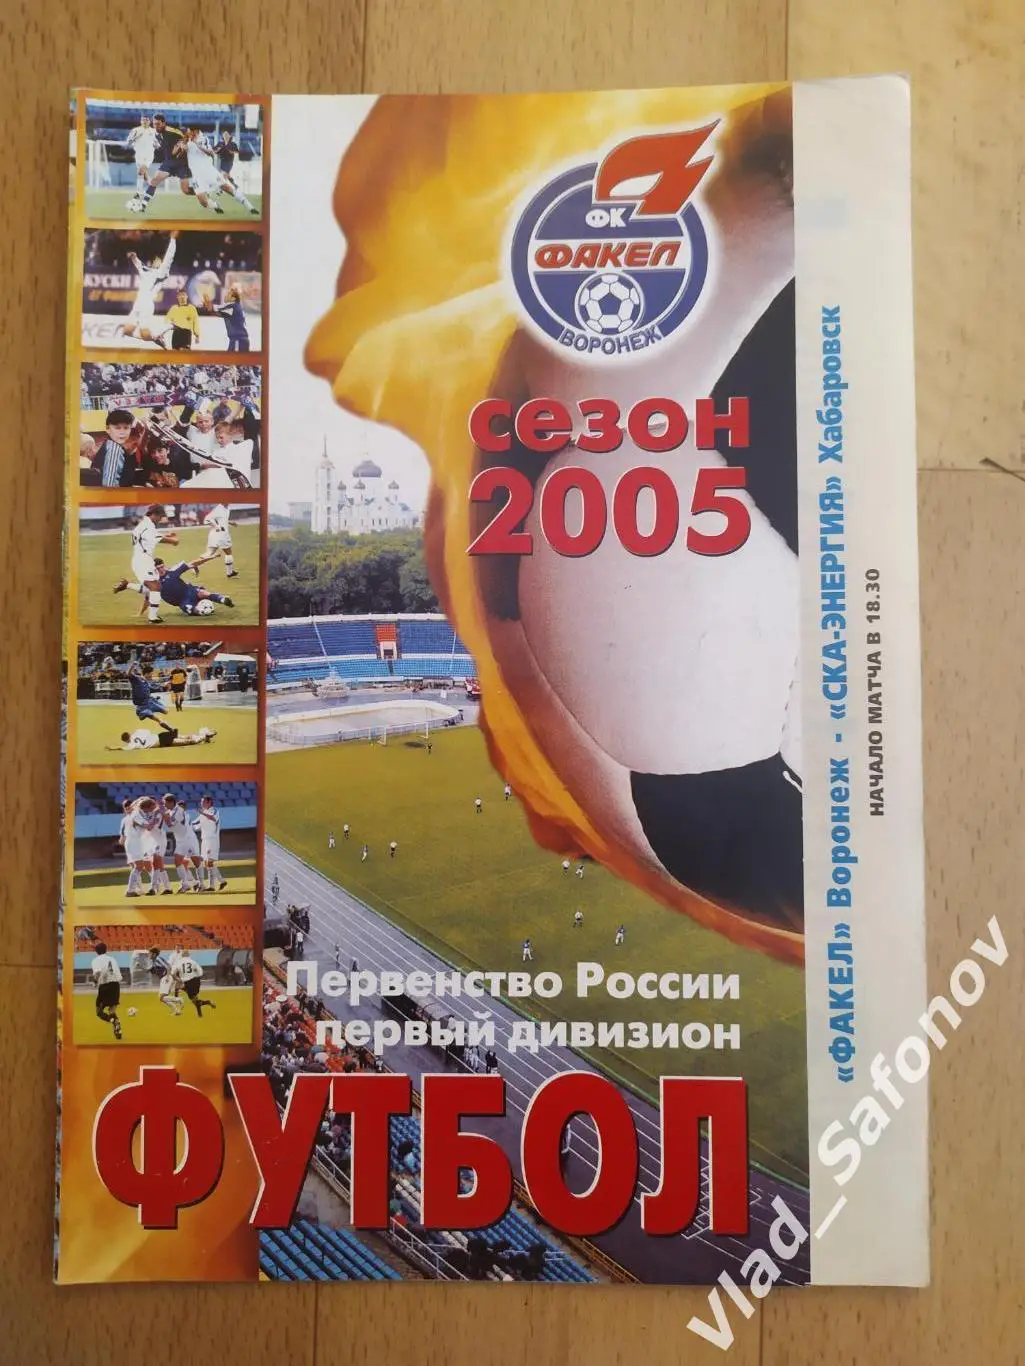 ФК
ФАКЕЛ
ВОРОНЕЖ
сезон
2005
«ФАКЕЛ» Воронеж - «СКА-ЭНЕРГИЯ» Хабаровск
НАЧАЛО МАТЧА В 18.30
Первенство России
первый дивизион
ФУТБОЛ
vlad_Safonov